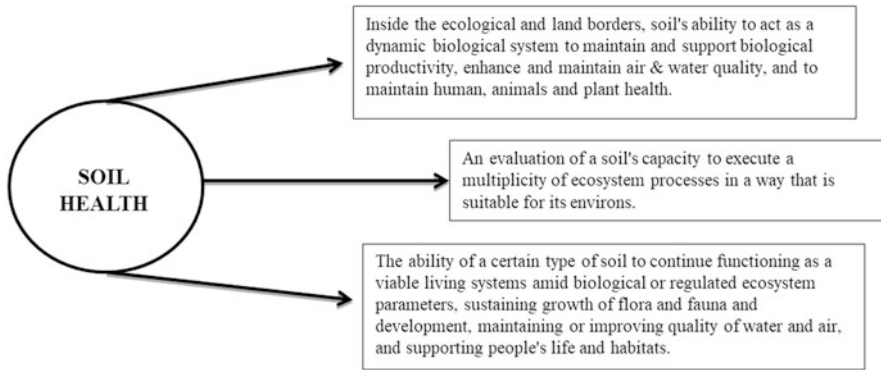 Inside the ecological and land borders, soil's ability to act as a
dynamic biological system to maintain and support biological
productivity, enhance and maintain air & water quality, and to
maintain human, animals and plant health.
SOIL
HEALTH
An evaluation of a soil's capacity to execute a
multiplicity of ecosystem processes in a way that is
suitable for its environs.
The ability of a certain type of soil to continue functioning as a
viable living systems amid biological or regulated ecosystem
parameters, sustaining growth of flora and fauna and
development, maintaining or improving quality of water and air,
and supporting people's life and habitats.